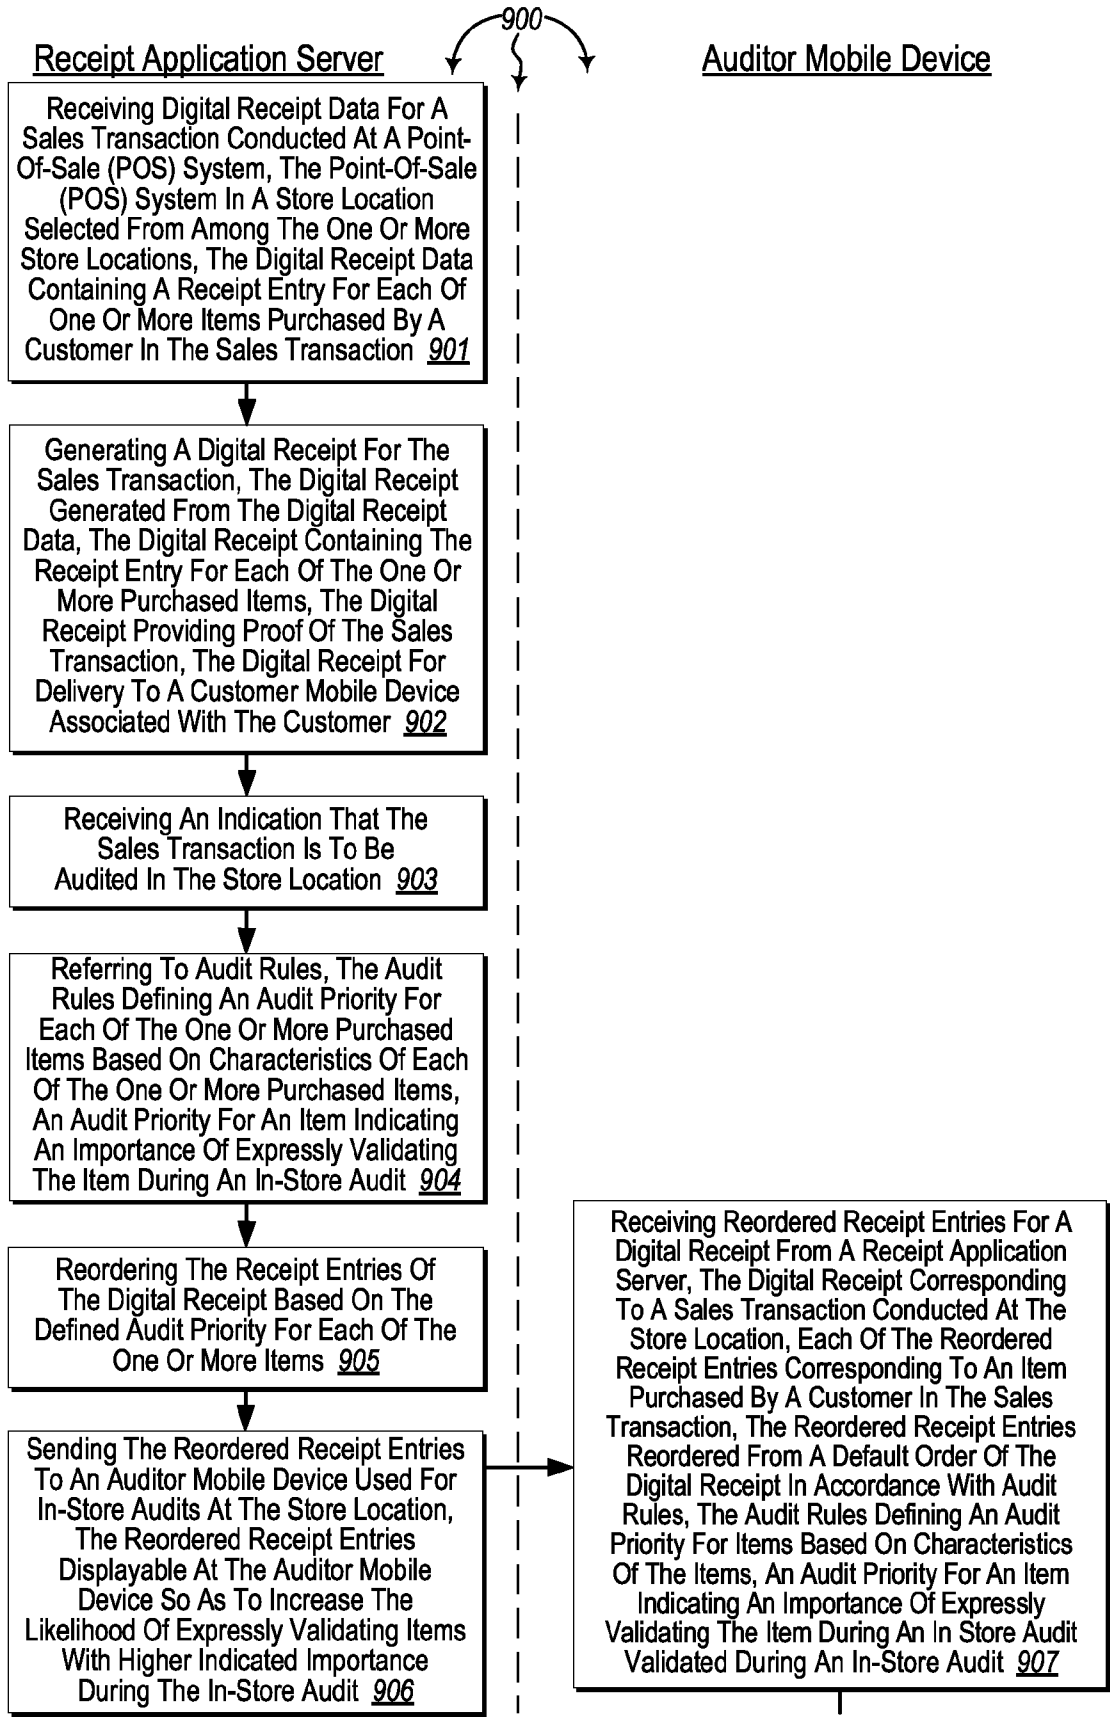 900
Receipt Application Server
Auditor Mobile Device
Receiving Digital Receipt Data For A
Sales Transaction Conducted At A Point-
Of-Sale (POS) System, The Point-Of-Sale
(POS) System In A Store Location
Selected From Among The One Or More
Store Locations, The Digital Receipt Data
Containing A Receipt Entry For Each Of
One Or More Items Purchased By A
Customer In The Sales Transaction 901
Generating A Digital Receipt For The
Sales Transaction, The Digital Receipt
Generated From The Digital Receipt
Data, The Digital Receipt Containing The
Receipt Entry For Each Of The One Or
More Purchased Items, The Digital
Receipt Providing Proof Of The Sales
Transaction, The Digital Receipt For
Delivery To A Customer Mobile Device
Associated With The Customer 902
Receiving An Indication That The
Sales Transaction Is To Be
Audited In The Store Location 903
Referring To Audit Rules, The Audit
Rules Defining An Audit Priority For
Each Of The One Or More Purchased
Items Based On Characteristics Of Each
Of The One Or More Purchased Items,
An Audit Priority For An Item Indicating
An Importance Of Expressly Validating
The Item During An In-Store Audit 904
Reordering The Receipt Entries Of
The Digital Receipt Based On The
Defined Audit Priority For Each Of The
One Or More Items 905
Sending The Reordered Receipt Entries
To An Auditor Mobile Device Used For
In-Store Audits At The Store Location,
The Reordered Receipt Entries
Displayable At The Auditor Mobile
Device So As To Increase The
Likelihood Of Expressly Validating Items
With Higher Indicated Importance
During The In-Store Audit 906
Receiving Reordered Receipt Entries For A
Digital Receipt From A Receipt Application
Server, The Digital Receipt Corresponding
To A Sales Transaction Conducted At The
Store Location, Each Of The Reordered
Receipt Entries Corresponding To An Item
Purchased By A Customer In The Sales
Transaction, The Reordered Receipt Entries
Reordered From A Default Order Of The
Digital Receipt In Accordance With Audit
Rules, The Audit Rules Defining An Audit
Priority For Items Based On Characteristics
Of The Items, An Audit Priority For An Item
Indicating An Importance Of Expressly
Validating The Item During An In Store Audit
Validated During An In-Store Audit 907